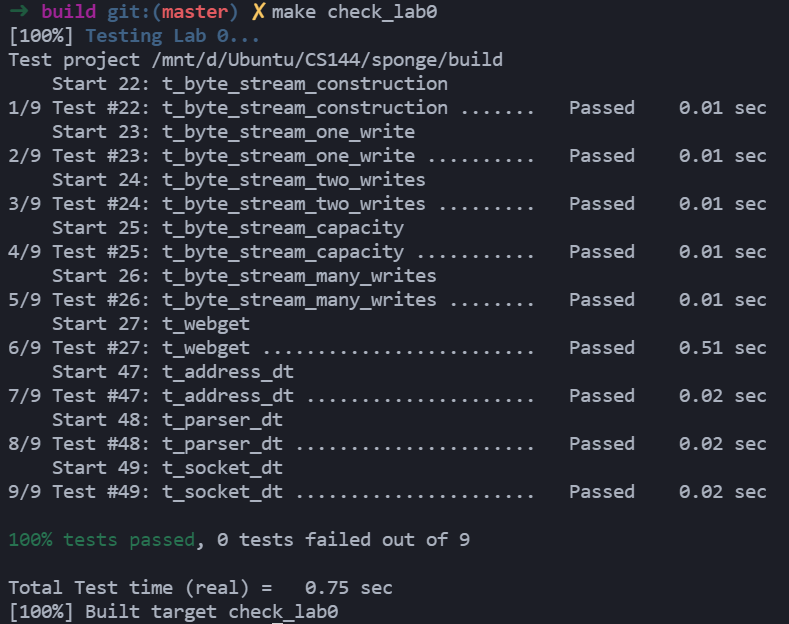 → build git:(master) ✗ make check_lab0
[100%] Testing Lab 0...
Test project /mnt/d/Ubuntu/CS144/sponge/build
    Start 22: t_byte_stream_construction
1/9 Test #22: t_byte_stream_construction .......   Passed    0.01 sec
    Start 23: t_byte_stream_one_write
2/9 Test #23: t_byte_stream_one_write ..........   Passed    0.01 sec
    Start 24: t_byte_stream_two_writes
3/9 Test #24: t_byte_stream_two_writes .........   Passed    0.01 sec
    Start 25: t_byte_stream_capacity
4/9 Test #25: t_byte_stream_capacity ...........   Passed    0.01 sec
    Start 26: t_byte_stream_many_writes
5/9 Test #26: t_byte_stream_many_writes ........   Passed    0.01 sec
    Start 27: t_webget
6/9 Test #27: t_webget .........................   Passed    0.51 sec
    Start 47: t_address_dt
7/9 Test #47: t_address_dt .....................   Passed    0.02 sec
    Start 48: t_parser_dt
8/9 Test #48: t_parser_dt ......................   Passed    0.02 sec
    Start 49: t_socket_dt
9/9 Test #49: t_socket_dt ......................   Passed    0.02 sec

100% tests passed, 0 tests failed out of 9

Total Test time (real) =   0.75 sec
[100%] Built target check_lab0